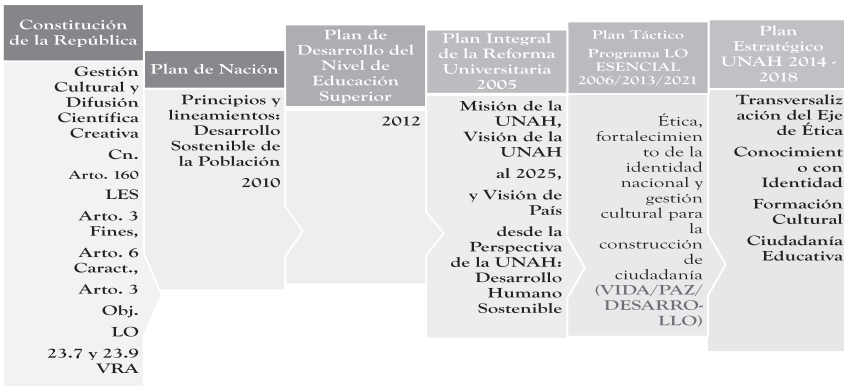 Constitución
de la República
Gestión
Cultural y
Difusión
Científica
Creativa
Cn.
Arto. 160
LES
Arto. 3
Fines,
Arto. 6
Caract.,
Arto. 3
Obj.
LO
23.7 y 23.9
VRA
Plan de Nación
Principios y
lineamientos:
Desarrollo
Sostenible de
la Población
2010
Plan de
Desarrollo del
Nivel de
Educación
Superior
2012
Plan Integral
de la Reforma
Universitaria
2005
Misión de la
UNAH,
Visión de la
UNAH
al 2025,
y Visión de
País
desde la
Perspectiva
de la UNAH:
Desarrollo
Humano
Sostenible
Plan Táctico
Programa LO
ESENCIAL
2006/2013/2021
Ética,
fortalecimien
to de la
identidad
nacional y
gestión
cultural para
la
construcción
de
ciudadanía
(VIDA/PAZ/
DESARRO-
LLO)
Plan
Estratégico
UNAH 2014 -
2018
Transversaliz
ación del Eje
de Ética
Conocimient
o con
Identidad
Formación
Cultural
Ciudadanía
Educativa